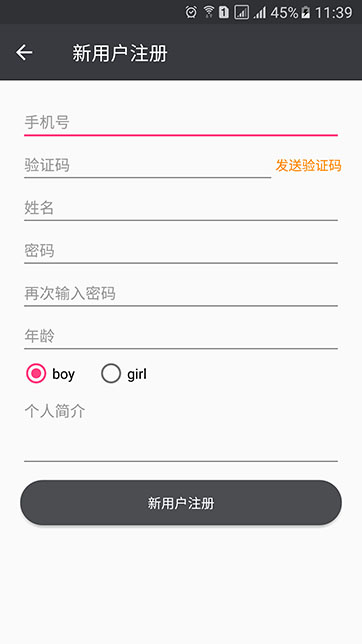 1 45% 11:39
新用户注册
手机号
验证码 发送验证码
姓名
密码
再次输入密码
年龄
boy girl
个人简介
新用户注册